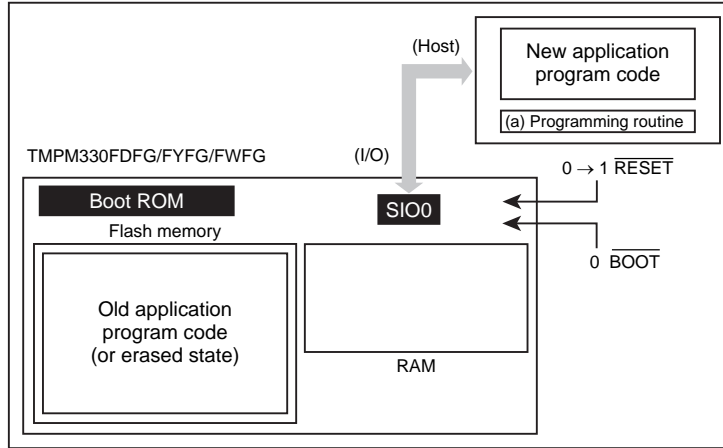 (Host)
New application
program code
(a) Programming routine
TMPM330FDFG/FYFG/FWFG
(I/O)
0 → 1 RESET
Boot ROM
SIO0
Flash memory
0 BOOT
Old application
program code
(or erased state)
RAM